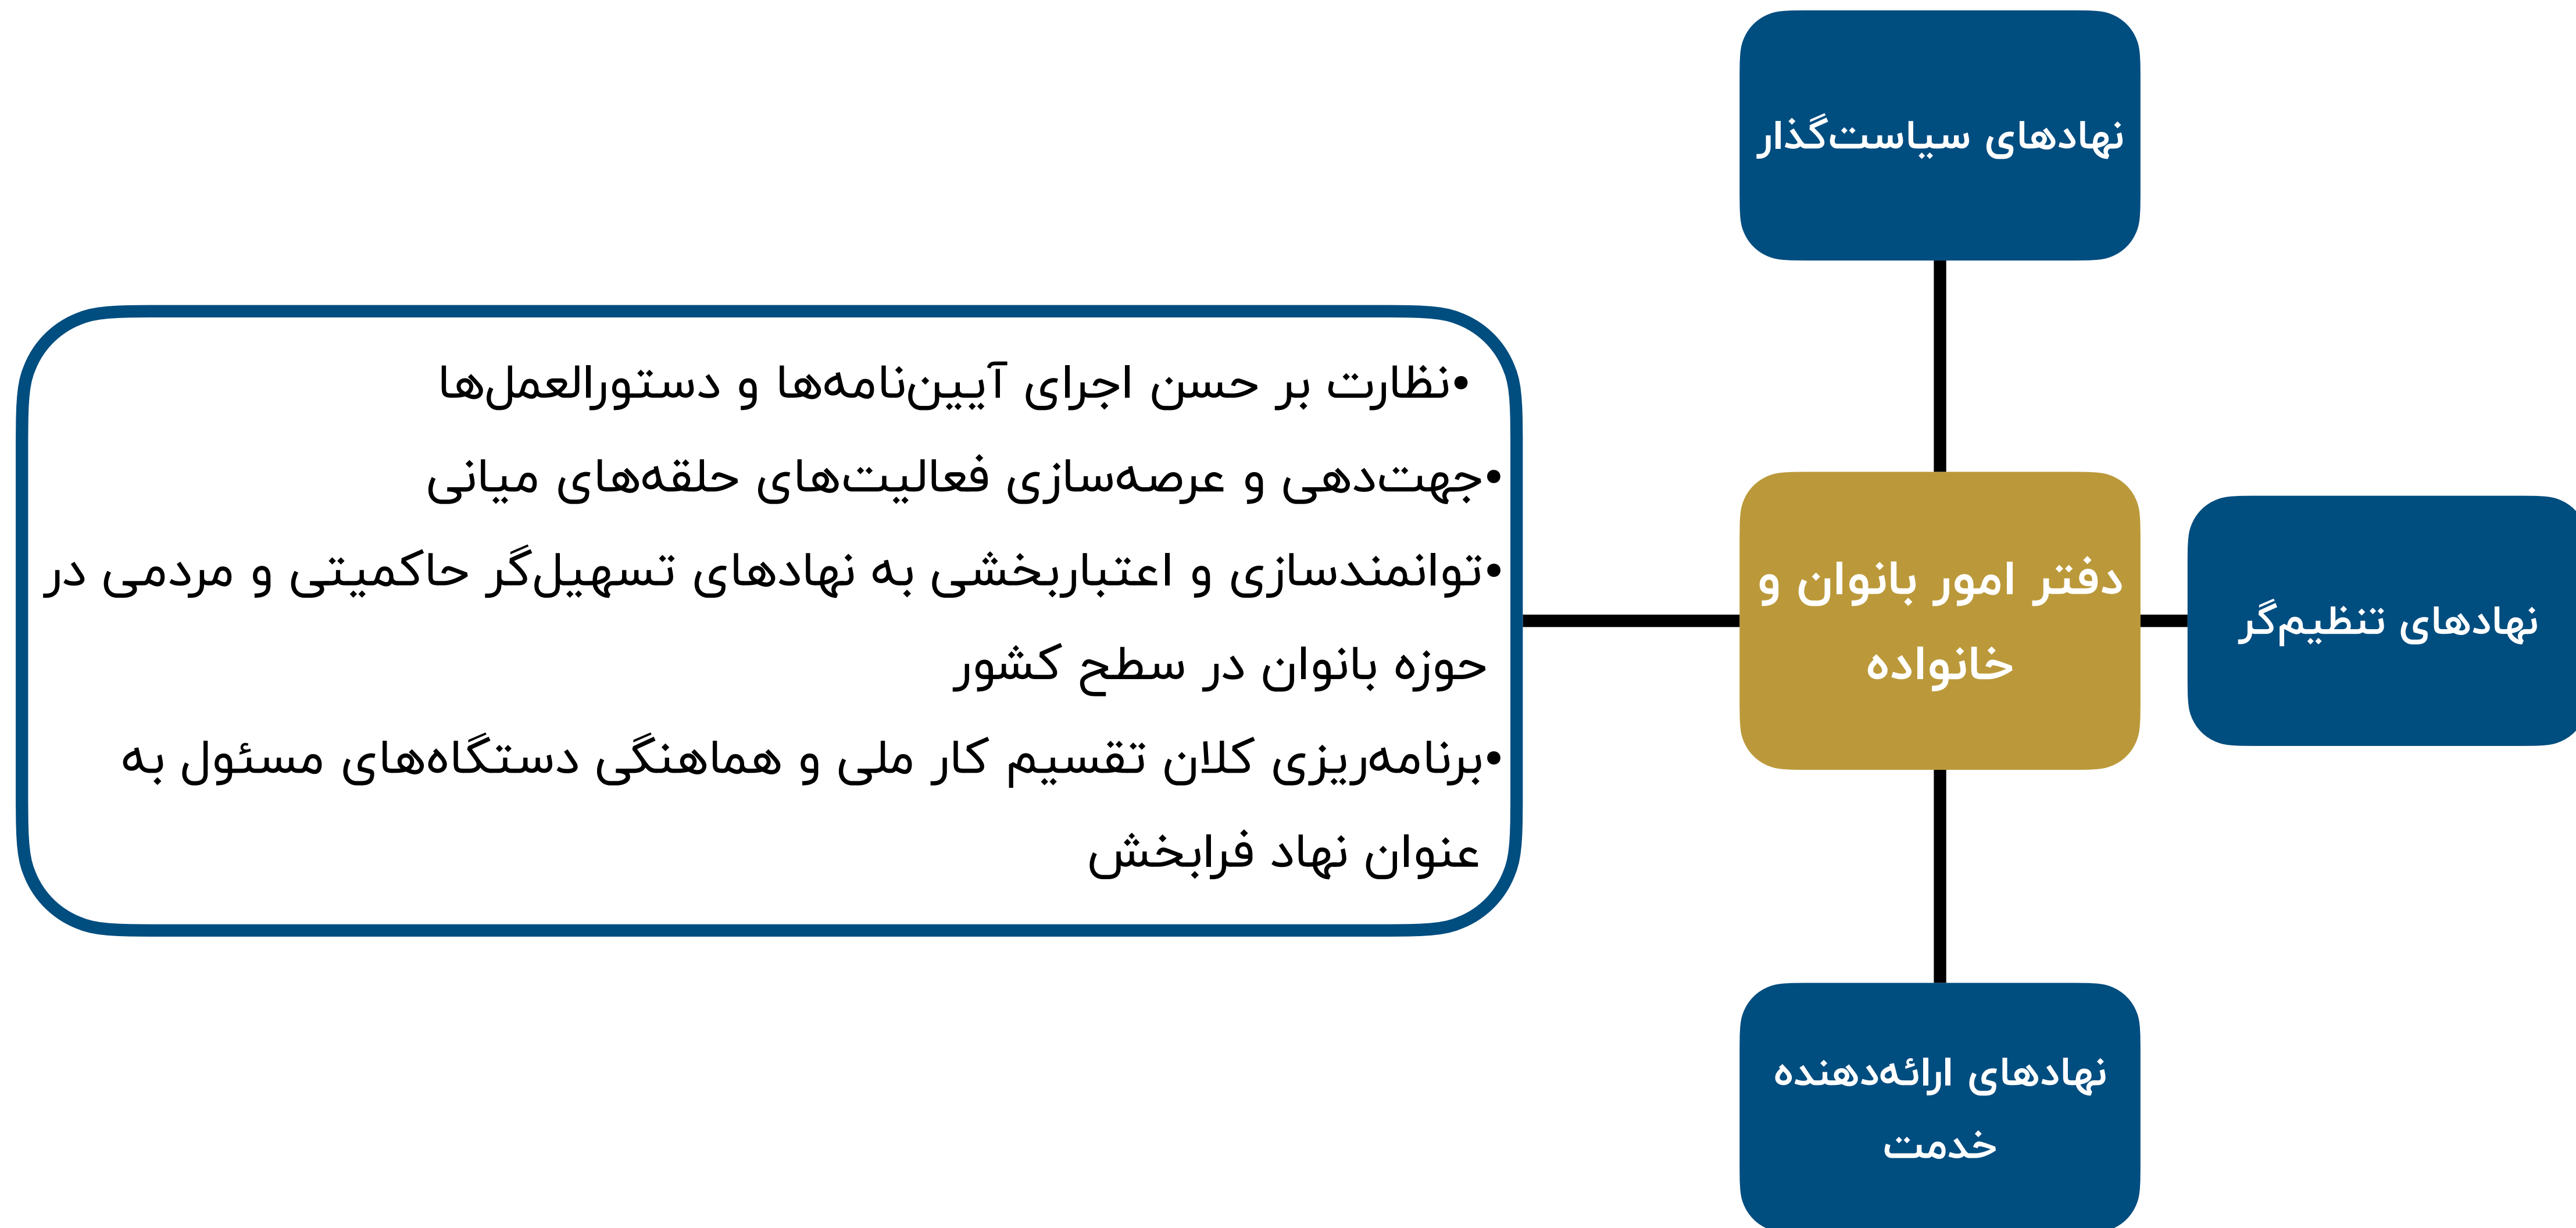 نهادهای سیاست‌گذار
نهادهای تنظیم‌گر
دفتر امور بانوان و
خانواده
•نظارت بر حسن اجرای آیین‌نامه‌ها و دستورالعمل‌ها
•جهت‌دهی و عرصه‌سازی فعالیت‌های حلقه‌های میانی
•توانمندسازی و اعتباربخشی به نهادهای تسهیل‌گر حاکمیتی و مردمی در
حوزه بانوان در سطح کشور
•برنامه‌ریزی کلان تقسیم کار ملی و هماهنگی دستگاه‌های مسئول به
عنوان نهاد فرابخش
نهادهای ارائه‌دهنده
خدمت